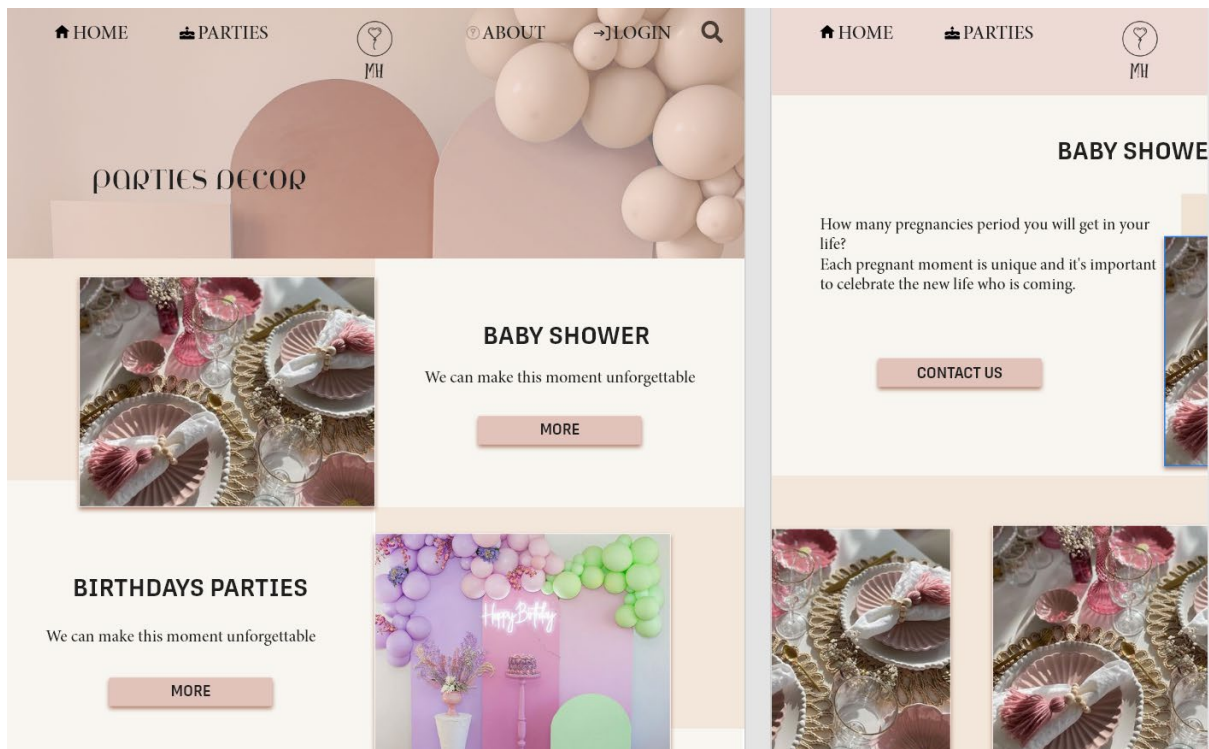 HOME
PARTIES
MH
ABOUT
LOGIN
PARTIES DECOR
BABY SHOWER
We can make this moment unforgettable
MORE
BIRTHDAYS PARTIES
We can make this moment unforgettable
MORE
Happy Birthday
HOME
PARTIES
MH
BABY SHOWE
How many pregnancies period you will get in your
life?
Each pregnant moment is unique and it's important
to celebrate the new life who is coming.
CONTACT US